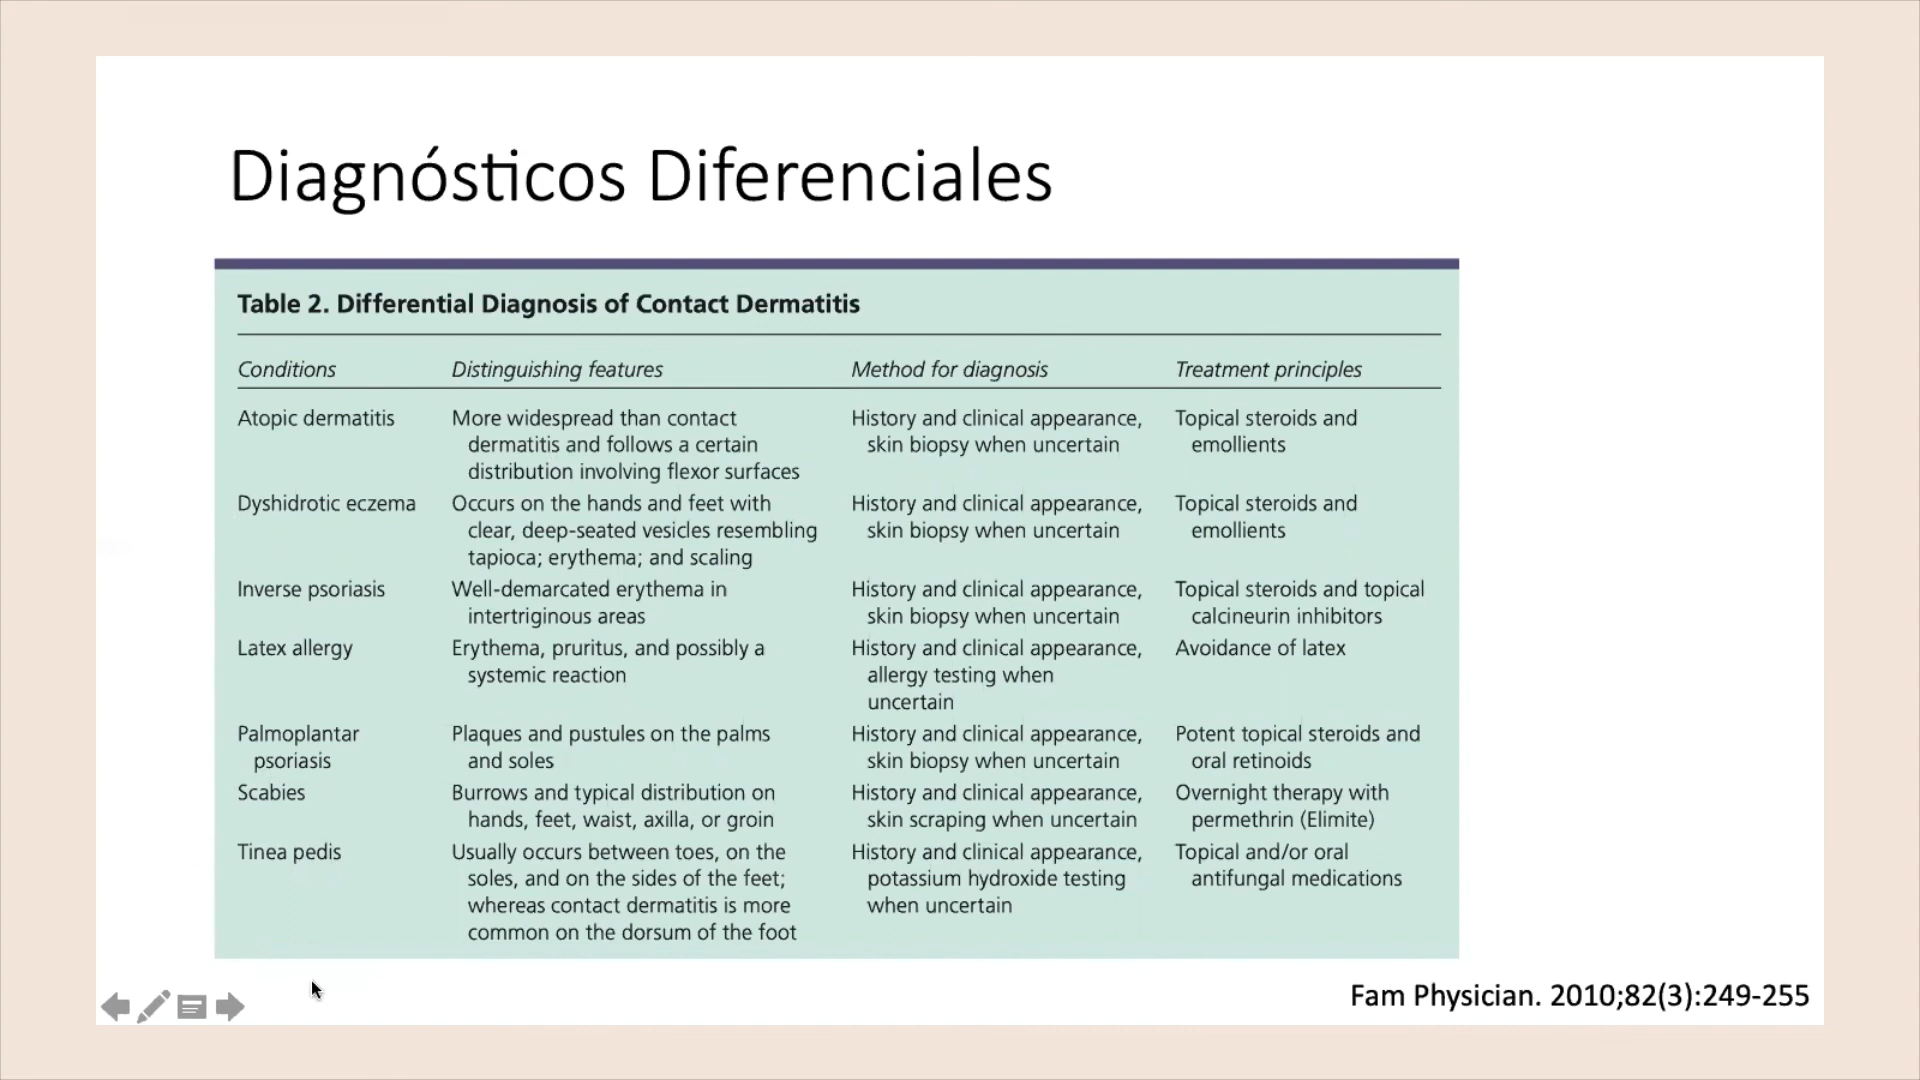 Diagnósticos Diferenciales
Table 2. Differential Diagnosis of Contact Dermatitis
Conditions Distinguishing features Method for diagnosis Treatment principles
Atopic dermatitis More widespread than contact History and clinical appearance, Topical steroids and
dermatitis and follows a certain skin biopsy when uncertain emollients
distribution involving flexor surfaces
Dyshidrotic eczema Occurs on the hands and feet with History and clinical appearance, Topical steroids and
clear, deep-seated vesicles resembling skin biopsy when uncertain emollients
tapioca; erythema; and scaling
Inverse psoriasis Well-demarcated erythema in History and clinical appearance, Topical steroids and topical
intertriginous areas skin biopsy when uncertain calcineurin inhibitors
Latex allergy Erythema, pruritus, and possibly a History and clinical appearance, Avoidance of latex
systemic reaction allergy testing when
uncertain
Palmoplantar Plaques and pustules on the palms History and clinical appearance, Potent topical steroids and
psoriasis and soles skin biopsy when uncertain oral retinoids
Scabies Burrows and typical distribution on History and clinical appearance, Overnight therapy with
hands, feet, waist, axilla, or groin skin scraping when uncertain permethrin (Elimite)
Tinea pedis Usually occurs between toes, on the History and clinical appearance, Topical and/or oral
soles, and on the sides of the feet; potassium hydroxide testing antifungal medications
whereas contact dermatitis is more when uncertain
common on the dorsum of the foot
Fam Physician. 2010;82(3):249-255